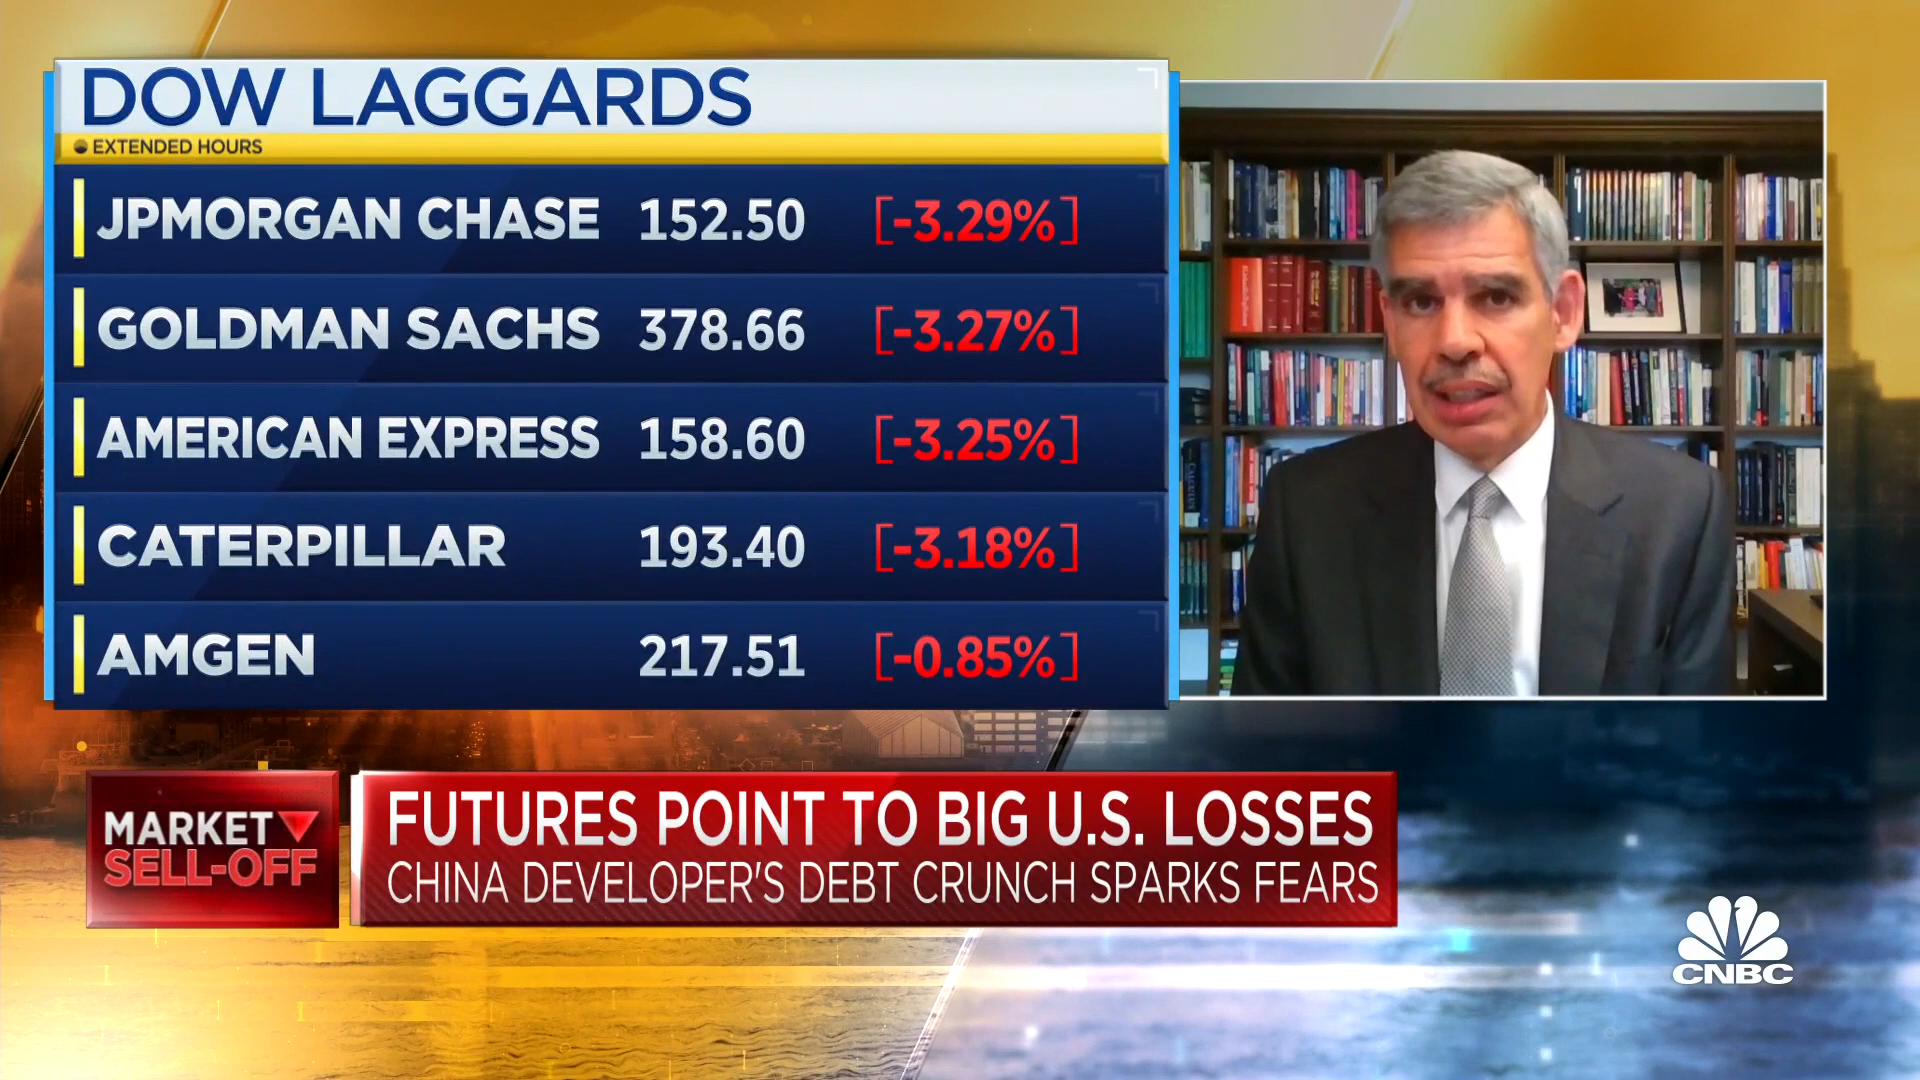 DOW LAGGARDS
EXTENDED HOURS
JPMORGAN CHASE 152.50 [-3.29%]
GOLDMAN SACHS 378.66 [-3.27%]
AMERICAN EXPRESS 158.60 [-3.25%]
CATERPILLAR 193.40 [-3.18%]
AMGEN 217.51 [-0.85%]
MARKET
SELL-OFF
FUTURES POINT TO BIG U.S. LOSSES
CHINA DEVELOPER'S DEBT CRUNCH SPARKS FEARS
CNBC